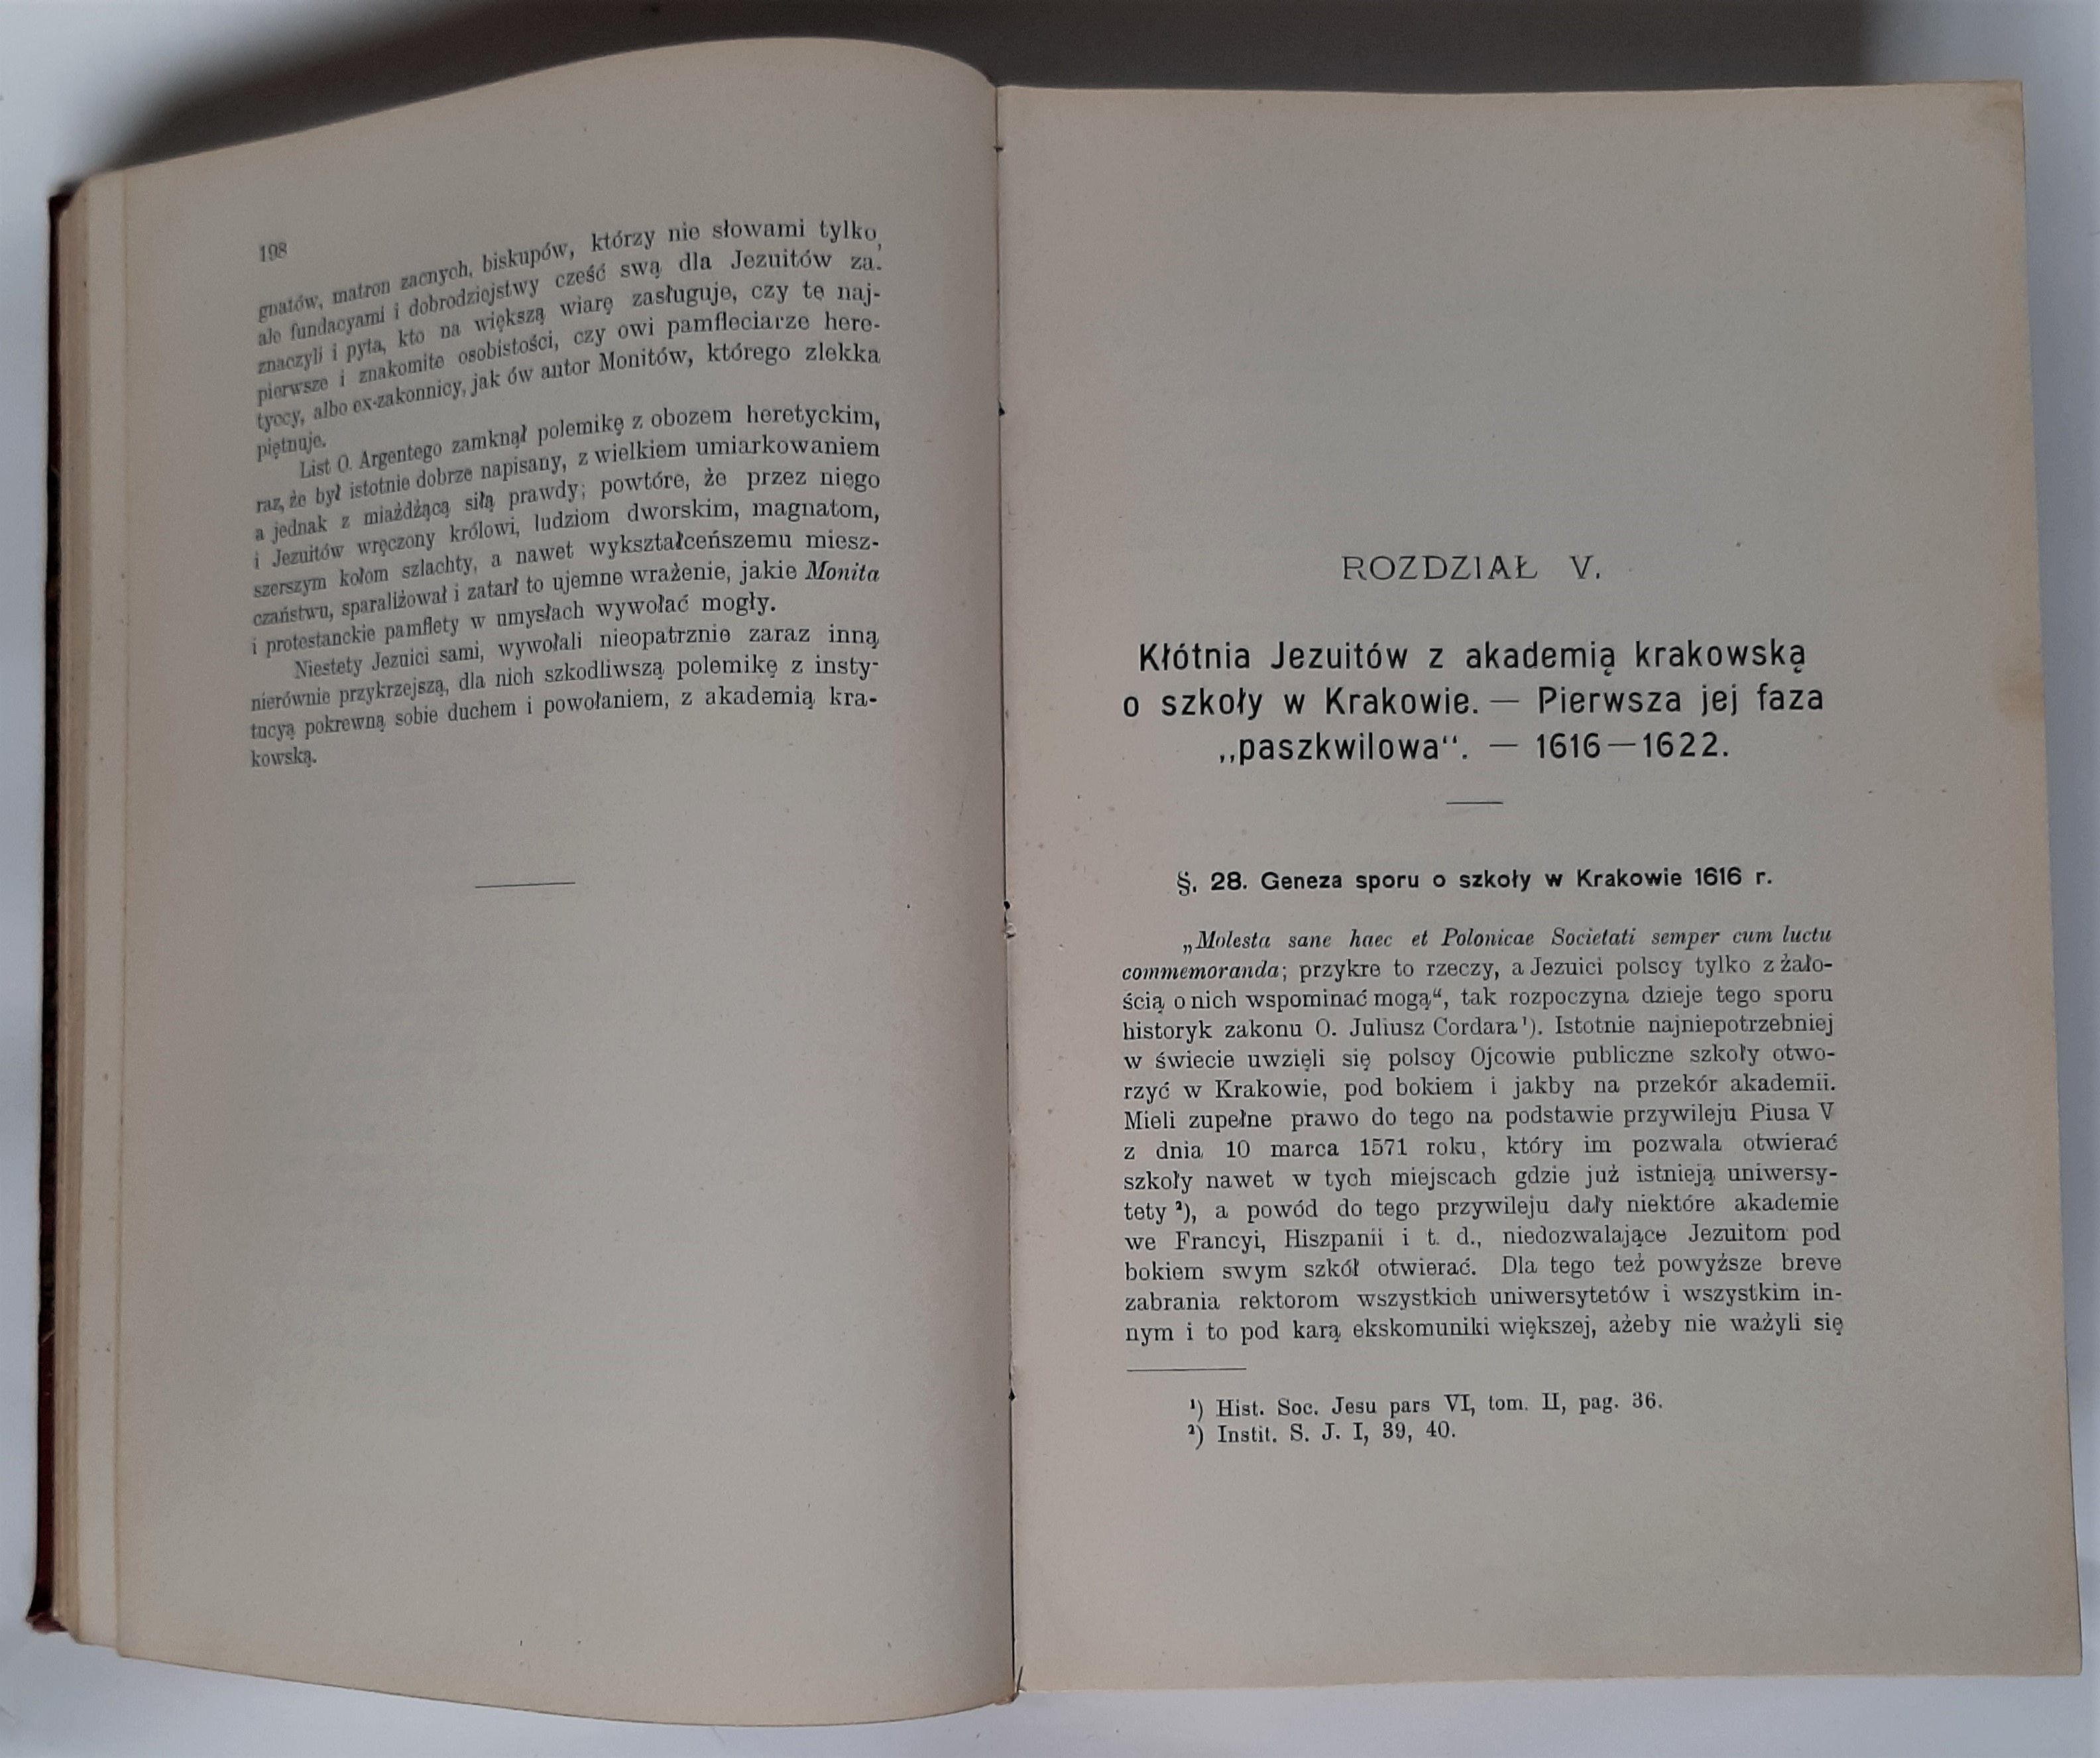 198
gnatów, matron zacnych, biskupów, którzy nie słowami tylko,
ale fundacyami i dobrodziejstwy cześć swą dla Jezuitów za-
znaczyli i pyta, kto na większą wiarę zasługuje, czy te naj-
pierwsze i znakomite osobistości, czy owi pamfleciarze here-
tyccy, albo ex-zakonnicy, jak ów autor Monitów, którego zlekka
piętnuje.
List O. Argentego zamknął polemikę z obozem heretyckim,
raz, że był istotnie dobrze napisany, z wielkiem umiarkowaniem
a jednak z miażdżącą siłą prawdy; powtóre, że przez niego
i Jezuitów wręczony królowi, ludziom dworskim, magnatom,
szerszym kołom szlachty, a nawet wykształceńszemu miesz-
czaństwu, sparaliżował i zatarł to ujemne wrażenie, jakie Monita
i protestanckie pamflety w umysłach wywołać mogły.
Niestety Jezuici sami, wywołali nieopatrznie zaraz inną
nierównie przykrzejszą, dla nich szkodliwszą polemikę z insty-
tucyą pokrewną sobie duchem i powołaniem, z akademią kra-
kowską.
ROZDZIAŁ V.
Kłótnia Jezuitów z akademią krakowską
o szkoły w Krakowie. — Pierwsza jej faza
„paszkwilowa“. — 1616—1622.
§. 28. Geneza sporu o szkoły w Krakowie 1616 r.
„Molesta sane haec et Polonicae Societati semper cum luctu
commemoranda; przykre to rzeczy, a Jezuici polscy tylko z żało-
ścią o nich wspominać mogą“, tak rozpoczyna dzieje tego sporu
historyk zakonu O. Juliusz Cordara¹). Istotnie najniepotrzebniej
w świecie uwzięli się polscy Ojcowie publiczne szkoły otwo-
rzyć w Krakowie, pod bokiem i jakby na przekór akademii.
Mieli zupełne prawo do tego na podstawie przywileju Piusa V
z dnia 10 marca 1571 roku, który im pozwala otwierać
szkoły nawet w tych miejscach gdzie już istnieją uniwersy-
tety ²), a powód do tego przywileju dały niektóre akademie
we Francyi, Hiszpanii i t. d., niedozwalające Jezuitom pod
bokiem swym szkół otwierać. Dla tego też powyższe breve
zabrania rektorom wszystkich uniwersytetów i wszystkim in-
nym i to pod karą ekskomuniki większej, ażeby nie ważyli się
¹) Hist. Soc. Jesu pars VI, tom. II, pag. 36.
²) Instit. S. J. I, 39, 40.